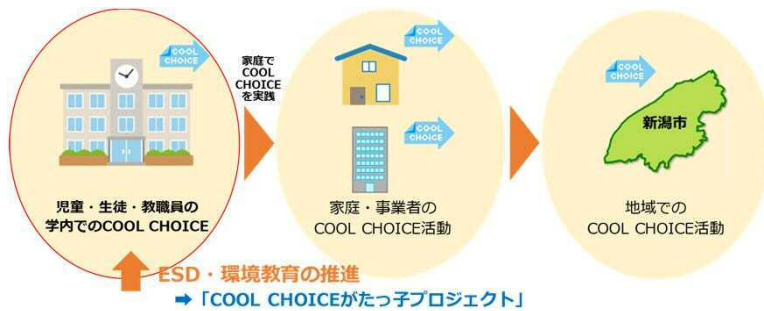 COOL
CHOICE
家庭で
COOL
CHOICE
を実践
COOL
CHOICE
COOL
CHOICE
COOL
CHOICE
新潟市
児童・生徒・教職員の
学内でのCOOL CHOICE
家庭・事業者の
COOL CHOICE活動
地域での
COOL CHOICE活動
ESD・環境教育の推進
➡「COOL CHOICEがたっ子プロジェクト」